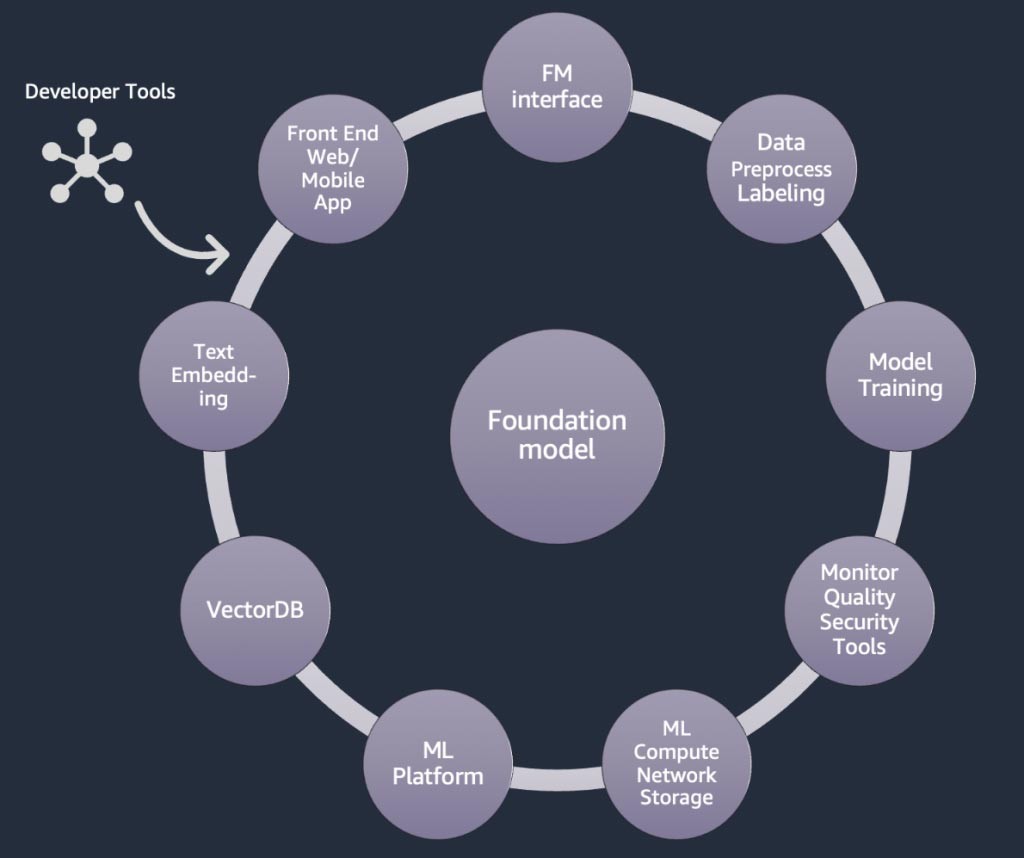 Developer Tools
FM
interface
Front End
Web/
Mobile
App
Data
Preprocess
Labeling
Text
Embedd-
ing
Model
Training
Foundation
model
VectorDB
Monitor
Quality
Security
Tools
ML
Platform
ML
Compute
Network
Storage